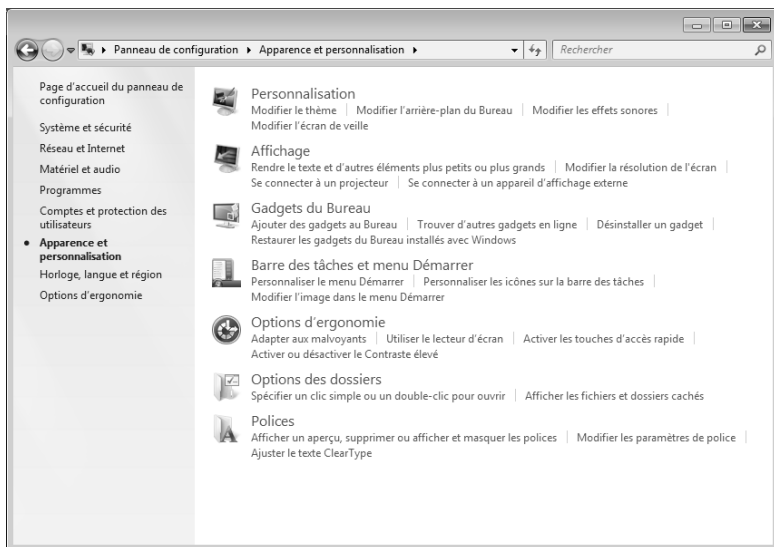 Panneau de configuration ▸ Apparence et personnalisation ▸
Rechercher
Page d'accueil du panneau de
configuration
Système et sécurité
Réseau et Internet
Matériel et audio
Programmes
Comptes et protection des
utilisateurs
Apparence et
personnalisation
Horloge, langue et région
Options d'ergonomie
Personnalisation
Modifier le thème | Modifier l'arrière-plan du Bureau | Modifier les effets sonores |
Modifier l'écran de veille
Affichage
Rendre le texte et d'autres éléments plus petits ou plus grands | Modifier la résolution de l'écran |
Se connecter à un projecteur | Se connecter à un appareil d'affichage externe
Gadgets du Bureau
Ajouter des gadgets au Bureau | Trouver d'autres gadgets en ligne | Désinstaller un gadget |
Restaurer les gadgets du Bureau installés avec Windows
Barre des tâches et menu Démarrer
Personnaliser le menu Démarrer | Personnaliser les icônes sur la barre des tâches |
Modifier l'image dans le menu Démarrer
Options d'ergonomie
Adapter aux malvoyants | Utiliser le lecteur d'écran | Activer les touches d'accès rapide |
Activer ou désactiver le Contraste élevé
Options des dossiers
Spécifier un clic simple ou un double-clic pour ouvrir | Afficher les fichiers et dossiers cachés
Polices
Afficher un aperçu, supprimer ou afficher et masquer les polices | Modifier les paramètres de police |
Ajuster le texte ClearType